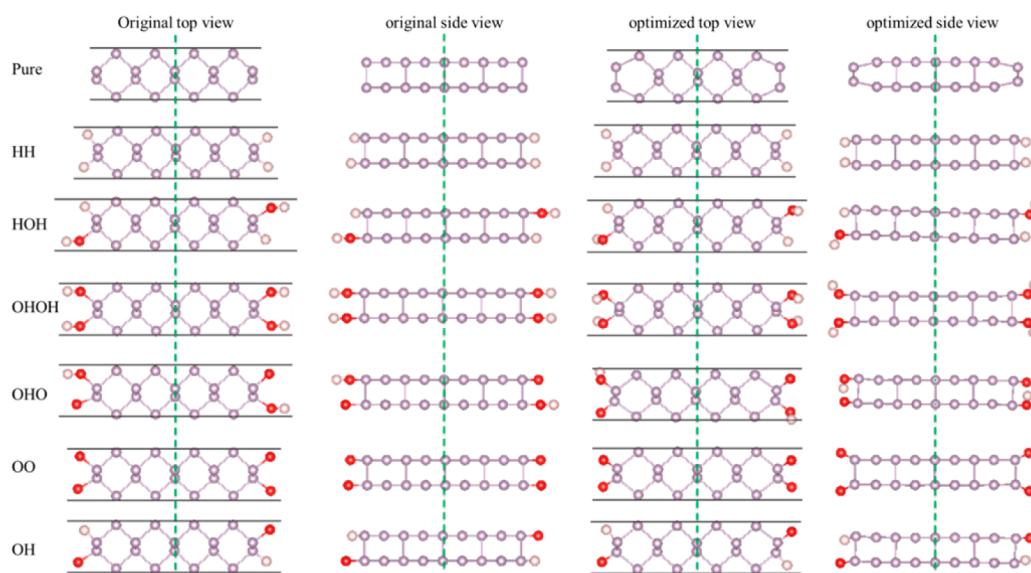 Original top view original side view optimized top view optimized side view
Pure
HH
HOH
OHOH
OHO
OO
OH